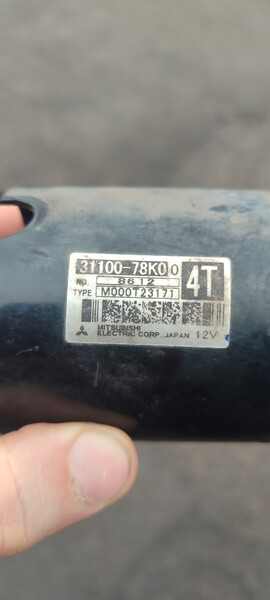 31100-78K00
4T
NO. 8612
TYPE M000T23171
MITSUBISHI
ELECTRIC CORP. JAPAN 12V